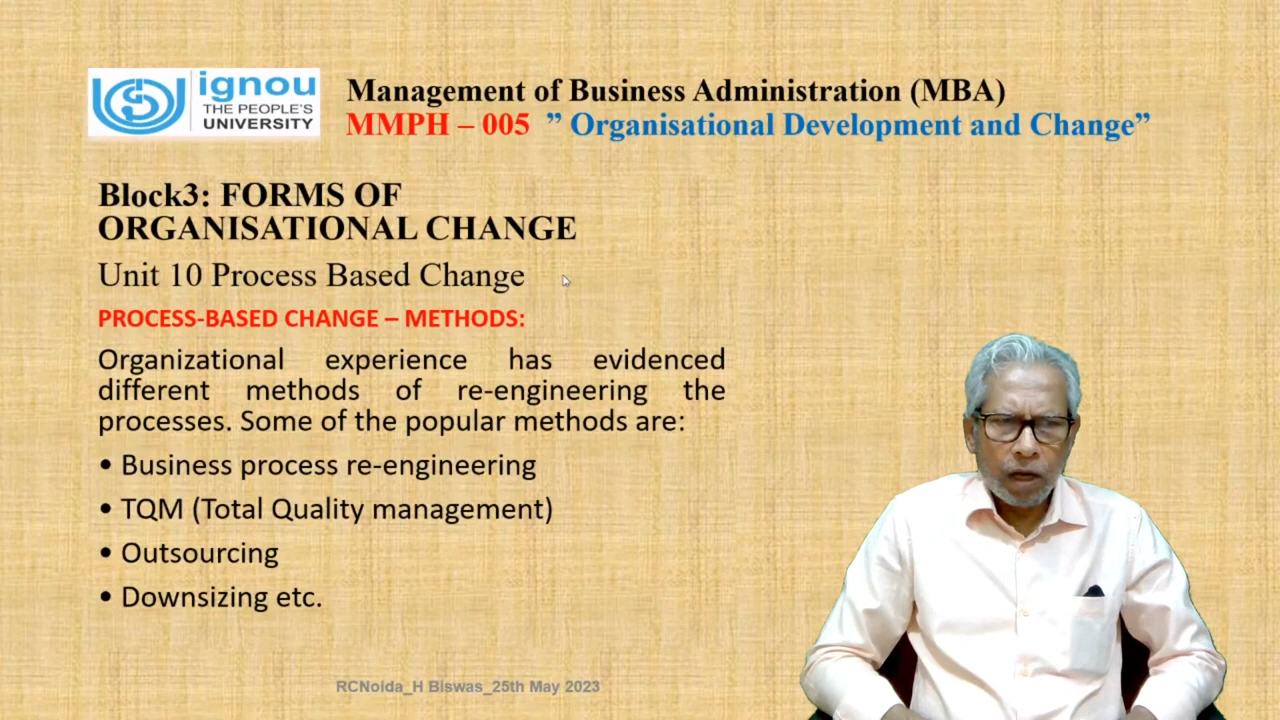 ignou
THE PEOPLE'S
UNIVERSITY
Management of Business Administration (MBA)
MMPH – 005 ” Organisational Development and Change”
Block3: FORMS OF
ORGANISATIONAL CHANGE
Unit 10 Process Based Change
PROCESS-BASED CHANGE – METHODS:
Organizational experience has evidenced
different methods of re-engineering the
processes. Some of the popular methods are:
• Business process re-engineering
• TQM (Total Quality management)
• Outsourcing
• Downsizing etc.
RCNoida_H Biswas_25th May 2023